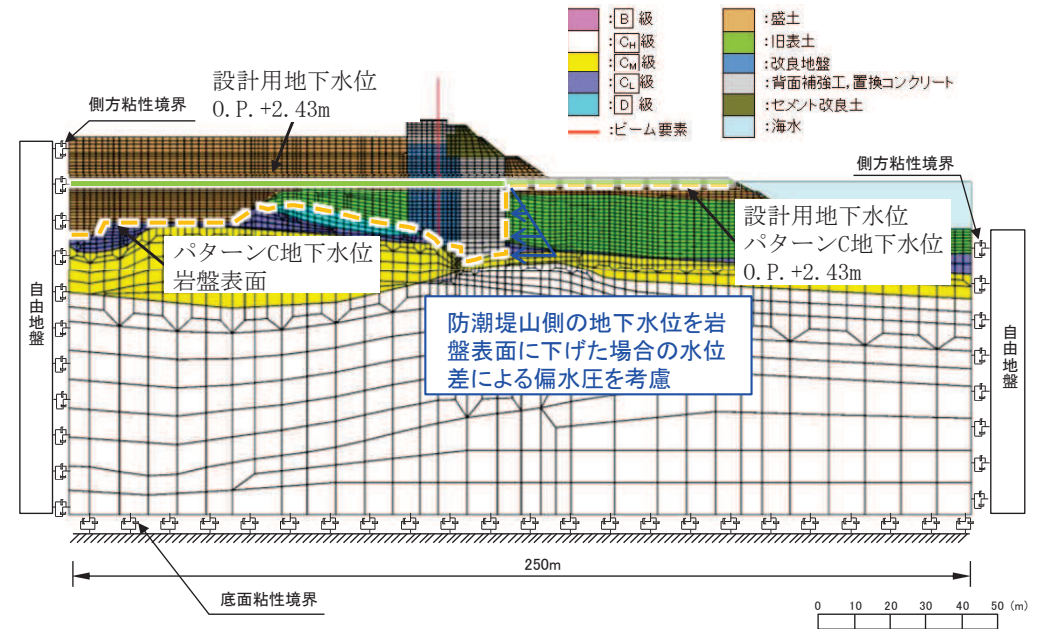 :B 級
:CH級
:CM級
:CL級
:D 級
:ビーム要素
:盛土
:旧表土
:改良地盤
:背面補強工,置換コンクリート
:セメント改良土
:海水
設計用地下水位
O.P.+2.43m
側方粘性境界
側方粘性境界
自由地盤
パターンC地下水位
岩盤表面
設計用地下水位
パターンC地下水位
O.P.+2.43m
防潮堤山側の地下水位を岩
盤表面に下げた場合の水位
差による偏水圧を考慮
自由地盤
250m
底面粘性境界
0 10 20 30 40 50 (m)